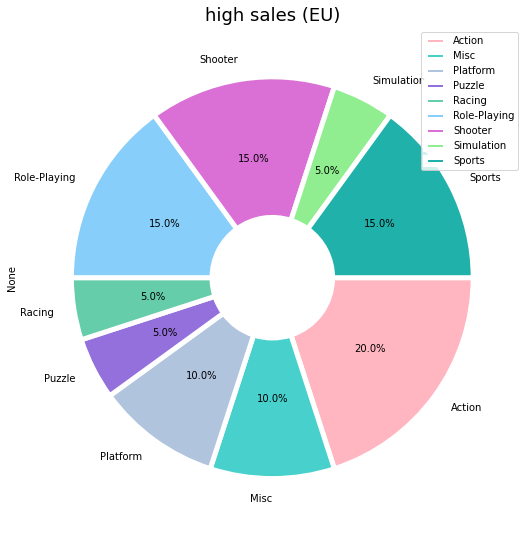 high sales (EU)
Action
Misc
Platform
Puzzle
Racing
Role-Playing
Shooter
Simulation
Sports
Shooter
Simulation
Sports
Role-Playing
Racing
Puzzle
Platform
Misc
Action
None
15.0%
5.0%
15.0%
15.0%
5.0%
5.0%
10.0%
10.0%
20.0%